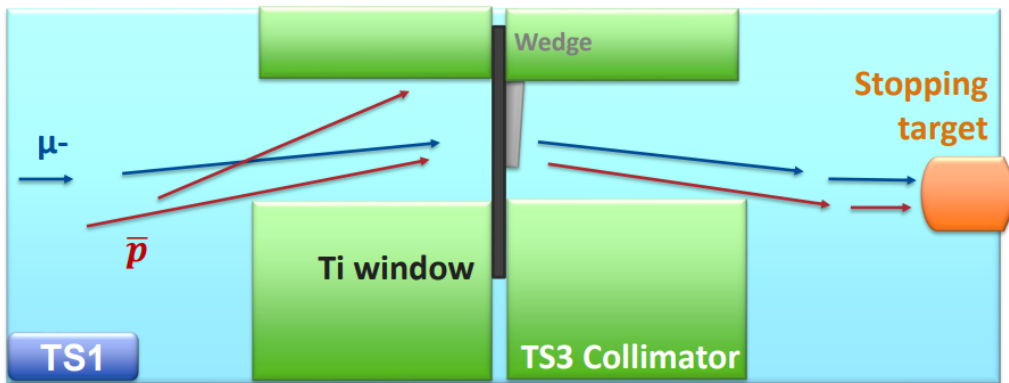 Wedge
Stopping
target
μ-
p̅
Ti window
TS1
TS3 Collimator